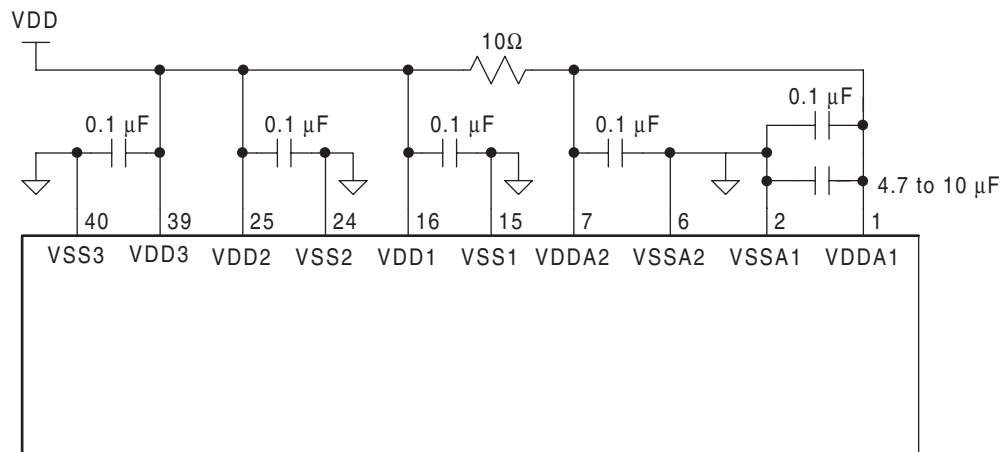 VDD
10Ω
0.1 μF
0.1 μF 0.1 μF 0.1 μF 0.1 μF
4.7 to 10 μF
40 39 25 24 16 15 7 6 2 1
VSS3 VDD3 VDD2 VSS2 VDD1 VSS1 VDDA2 VSSA2 VSSA1 VDDA1